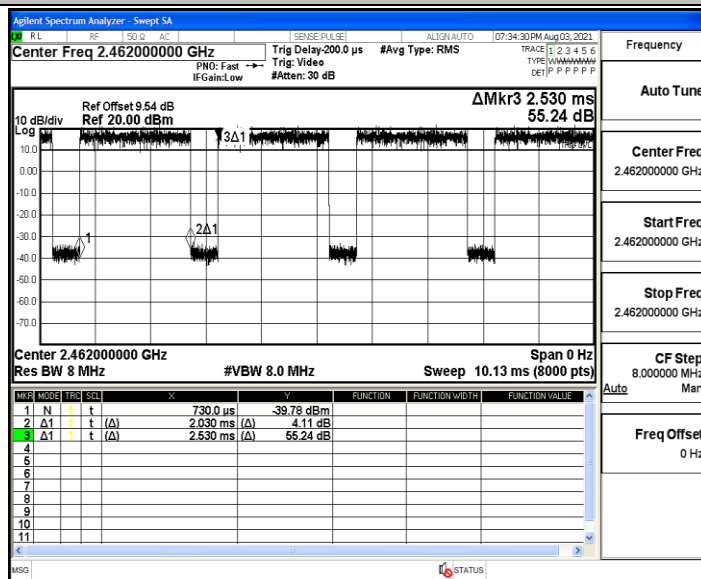 Agilent Spectrum Analyzer - Swept SA
RL RF 50 Ω AC SENSE:PULSE ALIGN AUTO 07:34:30 PM Aug 03, 2021
Center Freq 2.462000000 GHz
PNO: Fast
IFGain:Low
Trig Delay-200.0 µs
Trig: Video
#Atten: 30 dB
#Avg Type: RMS
TRACE 1 2 3 4 5 6
TYPE
DET P P P P P P
ΔMkr3 2.530 ms
55.24 dB
Ref Offset 9.54 dB
10 dB/div Ref 20.00 dBm
Log
10.0
0.00
-10.0
-20.0
-30.0
-40.0
-50.0
-60.0
-70.0
3Δ1
2Δ1
1
Center 2.462000000 GHz Span 0 Hz
Res BW 8 MHz #VBW 8.0 MHz Sweep 10.13 ms (8000 pts)
MKR MODE TRC SCL X Y FUNCTION FUNCTION WIDTH FUNCTION VALUE
1 N 1 t 730.0 µs -39.78 dBm
2 Δ1 1 t (Δ) 2.030 ms (Δ) 4.11 dB
3 Δ1 1 t (Δ) 2.530 ms (Δ) 55.24 dB
4
5
6
7
8
9
10
11
MSG STATUS
Frequency
Auto Tune
Center Freq
2.462000000 GHz
Start Freq
2.462000000 GHz
Stop Freq
2.462000000 GHz
CF Step
8.000000 MHz
Auto Man
Freq Offset
0 Hz